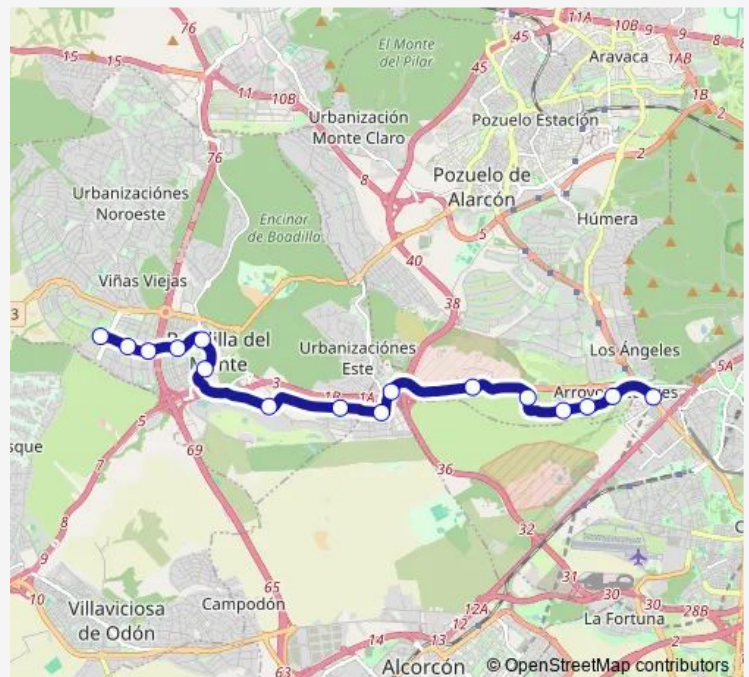 76
11A
10B
9
8
8
15
15
El Monte
del Pilar
45
45
Aravaca
1AB
11
10B
1B
2
Urbanización
Monte Claro
Pozuelo Estación
2
76
8
Pozuelo de
Alarcón
Urbanizaciónes
Noroeste
Encinar
de Boadilla
Húmera
5
40
Viñas Viejas
38
3
Urbanizaciónes
Este
Los Ángeles
5A
3
1B
1A
5
sque
69
36
7
8
32
9
10
65
31
30
30
28B
12A
Villaviciosa
de Odón
Campodón
La Fortuna
12
14
13
2
63
Alcorcón
© OpenStreetMap contributors